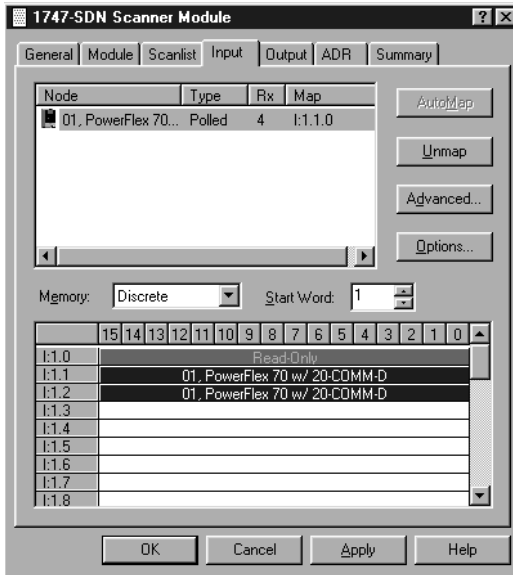 1747-SDN Scanner Module
General Module Scanlist Input Output ADR Summary
Node Type Rx Map
01, PowerFlex 70... Polled 4 I:1.1.0
AutoMap
Unmap
Advanced...
Options...
Memory: Discrete Start Word: 1
15 14 13 12 11 10 9 8 7 6 5 4 3 2 1 0
I:1.0 Read-Only
I:1.1 01, PowerFlex 70 w/ 20-COMM-D
I:1.2 01, PowerFlex 70 w/ 20-COMM-D
I:1.3
I:1.4
I:1.5
I:1.6
I:1.7
I:1.8
OK Cancel Apply Help